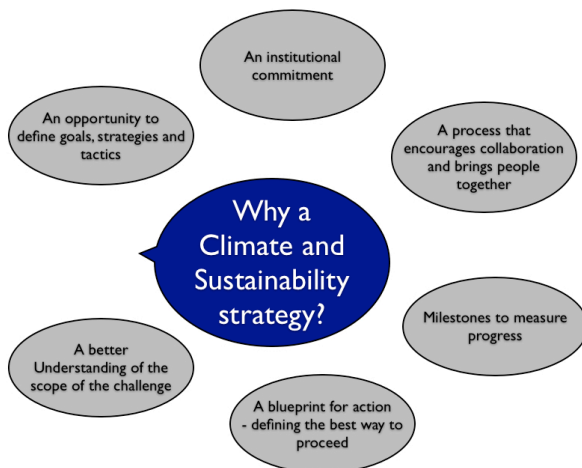 An institutional
commitment
An opportunity to
define goals, strategies and
tactics
A process that
encourages collaboration
and brings people
together
Why a
Climate and
Sustainability
strategy?
Milestones to measure
progress
A better
Understanding of the
scope of the challenge
A blueprint for action
- defining the best way to
proceed